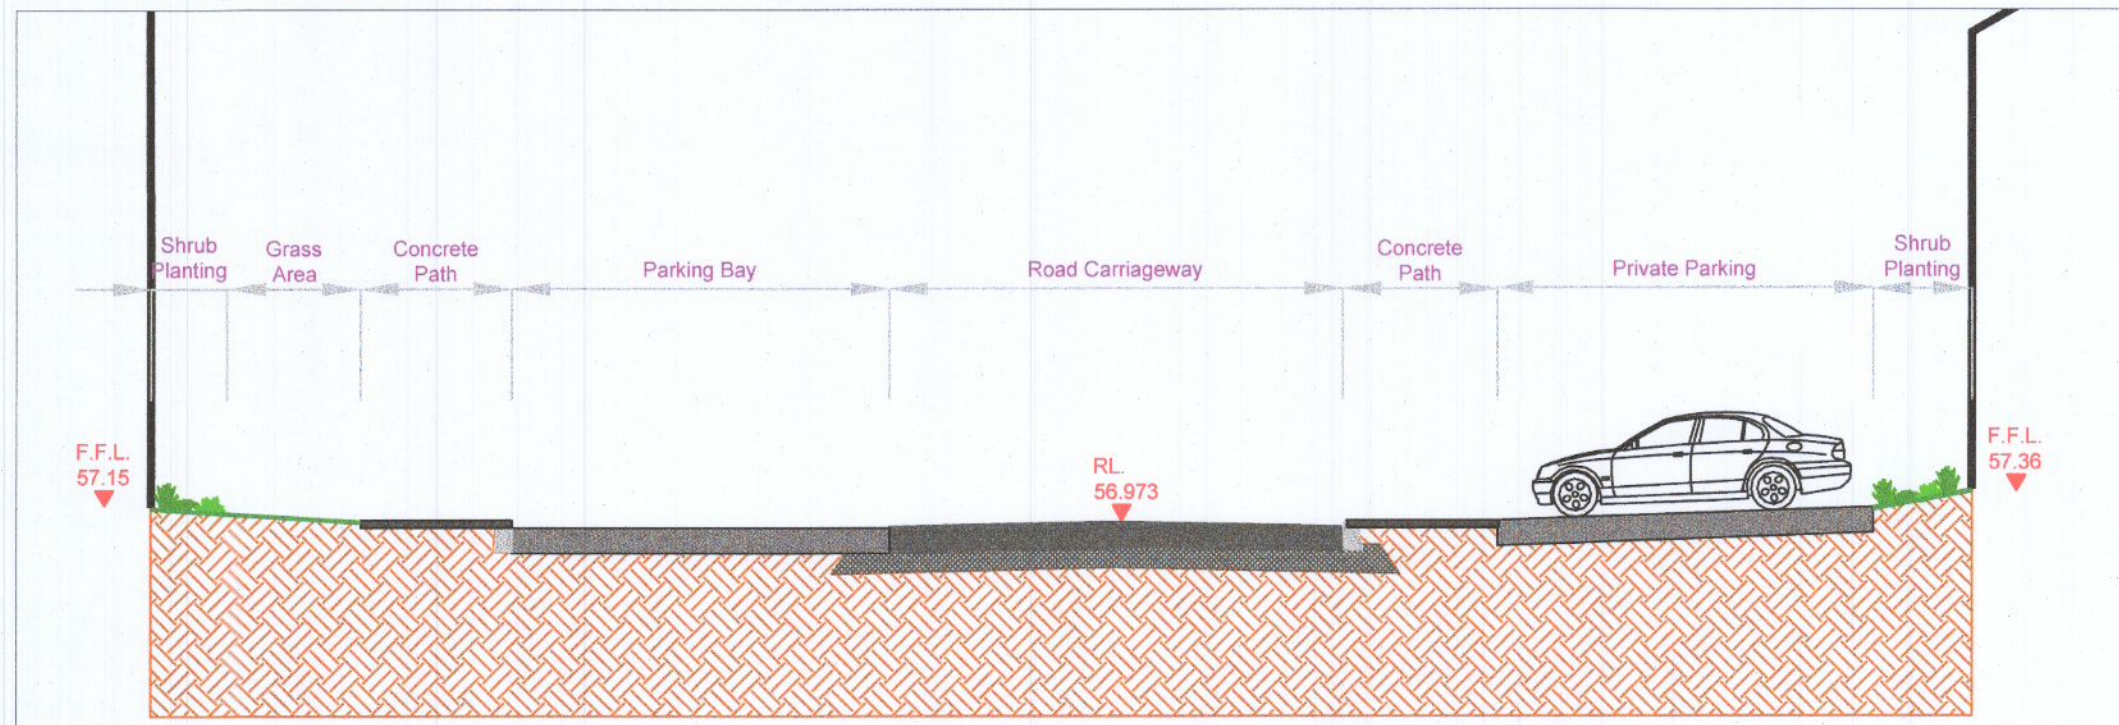 Shrub
Planting
Grass
Area
Concrete
Path
Parking Bay
Road Carriageway
Concrete
Path
Private Parking
Shrub
Planting
F.F.L.
57.15
RL.
56.973
F.F.L.
57.36